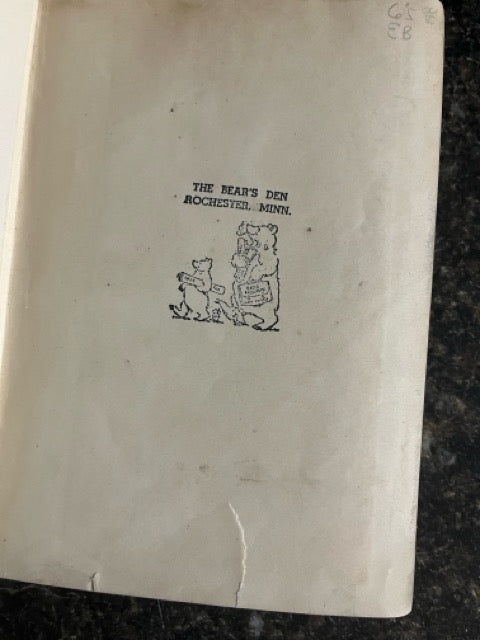 65
EB
THE BEAR'S DEN
ROCHESTER, MINN.